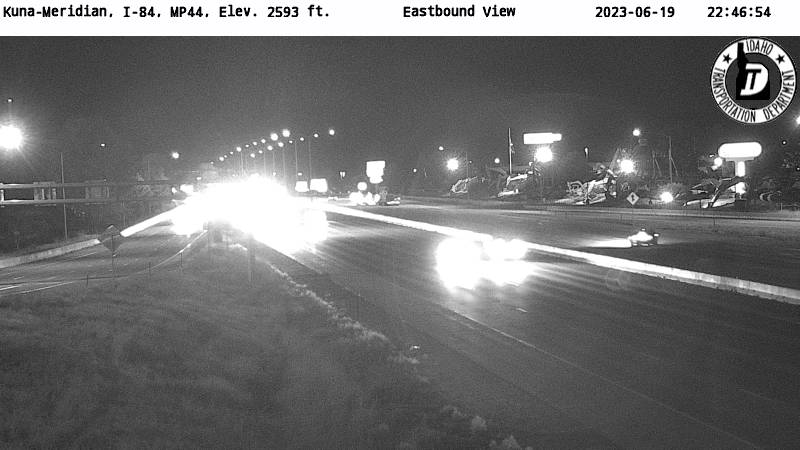 Kuna-Meridian, I-84, MP44, Elev. 2593 ft. Eastbound View 2023-06-19 22:46:54
IDAHO
TRANSPORTATION DEPARTMENT